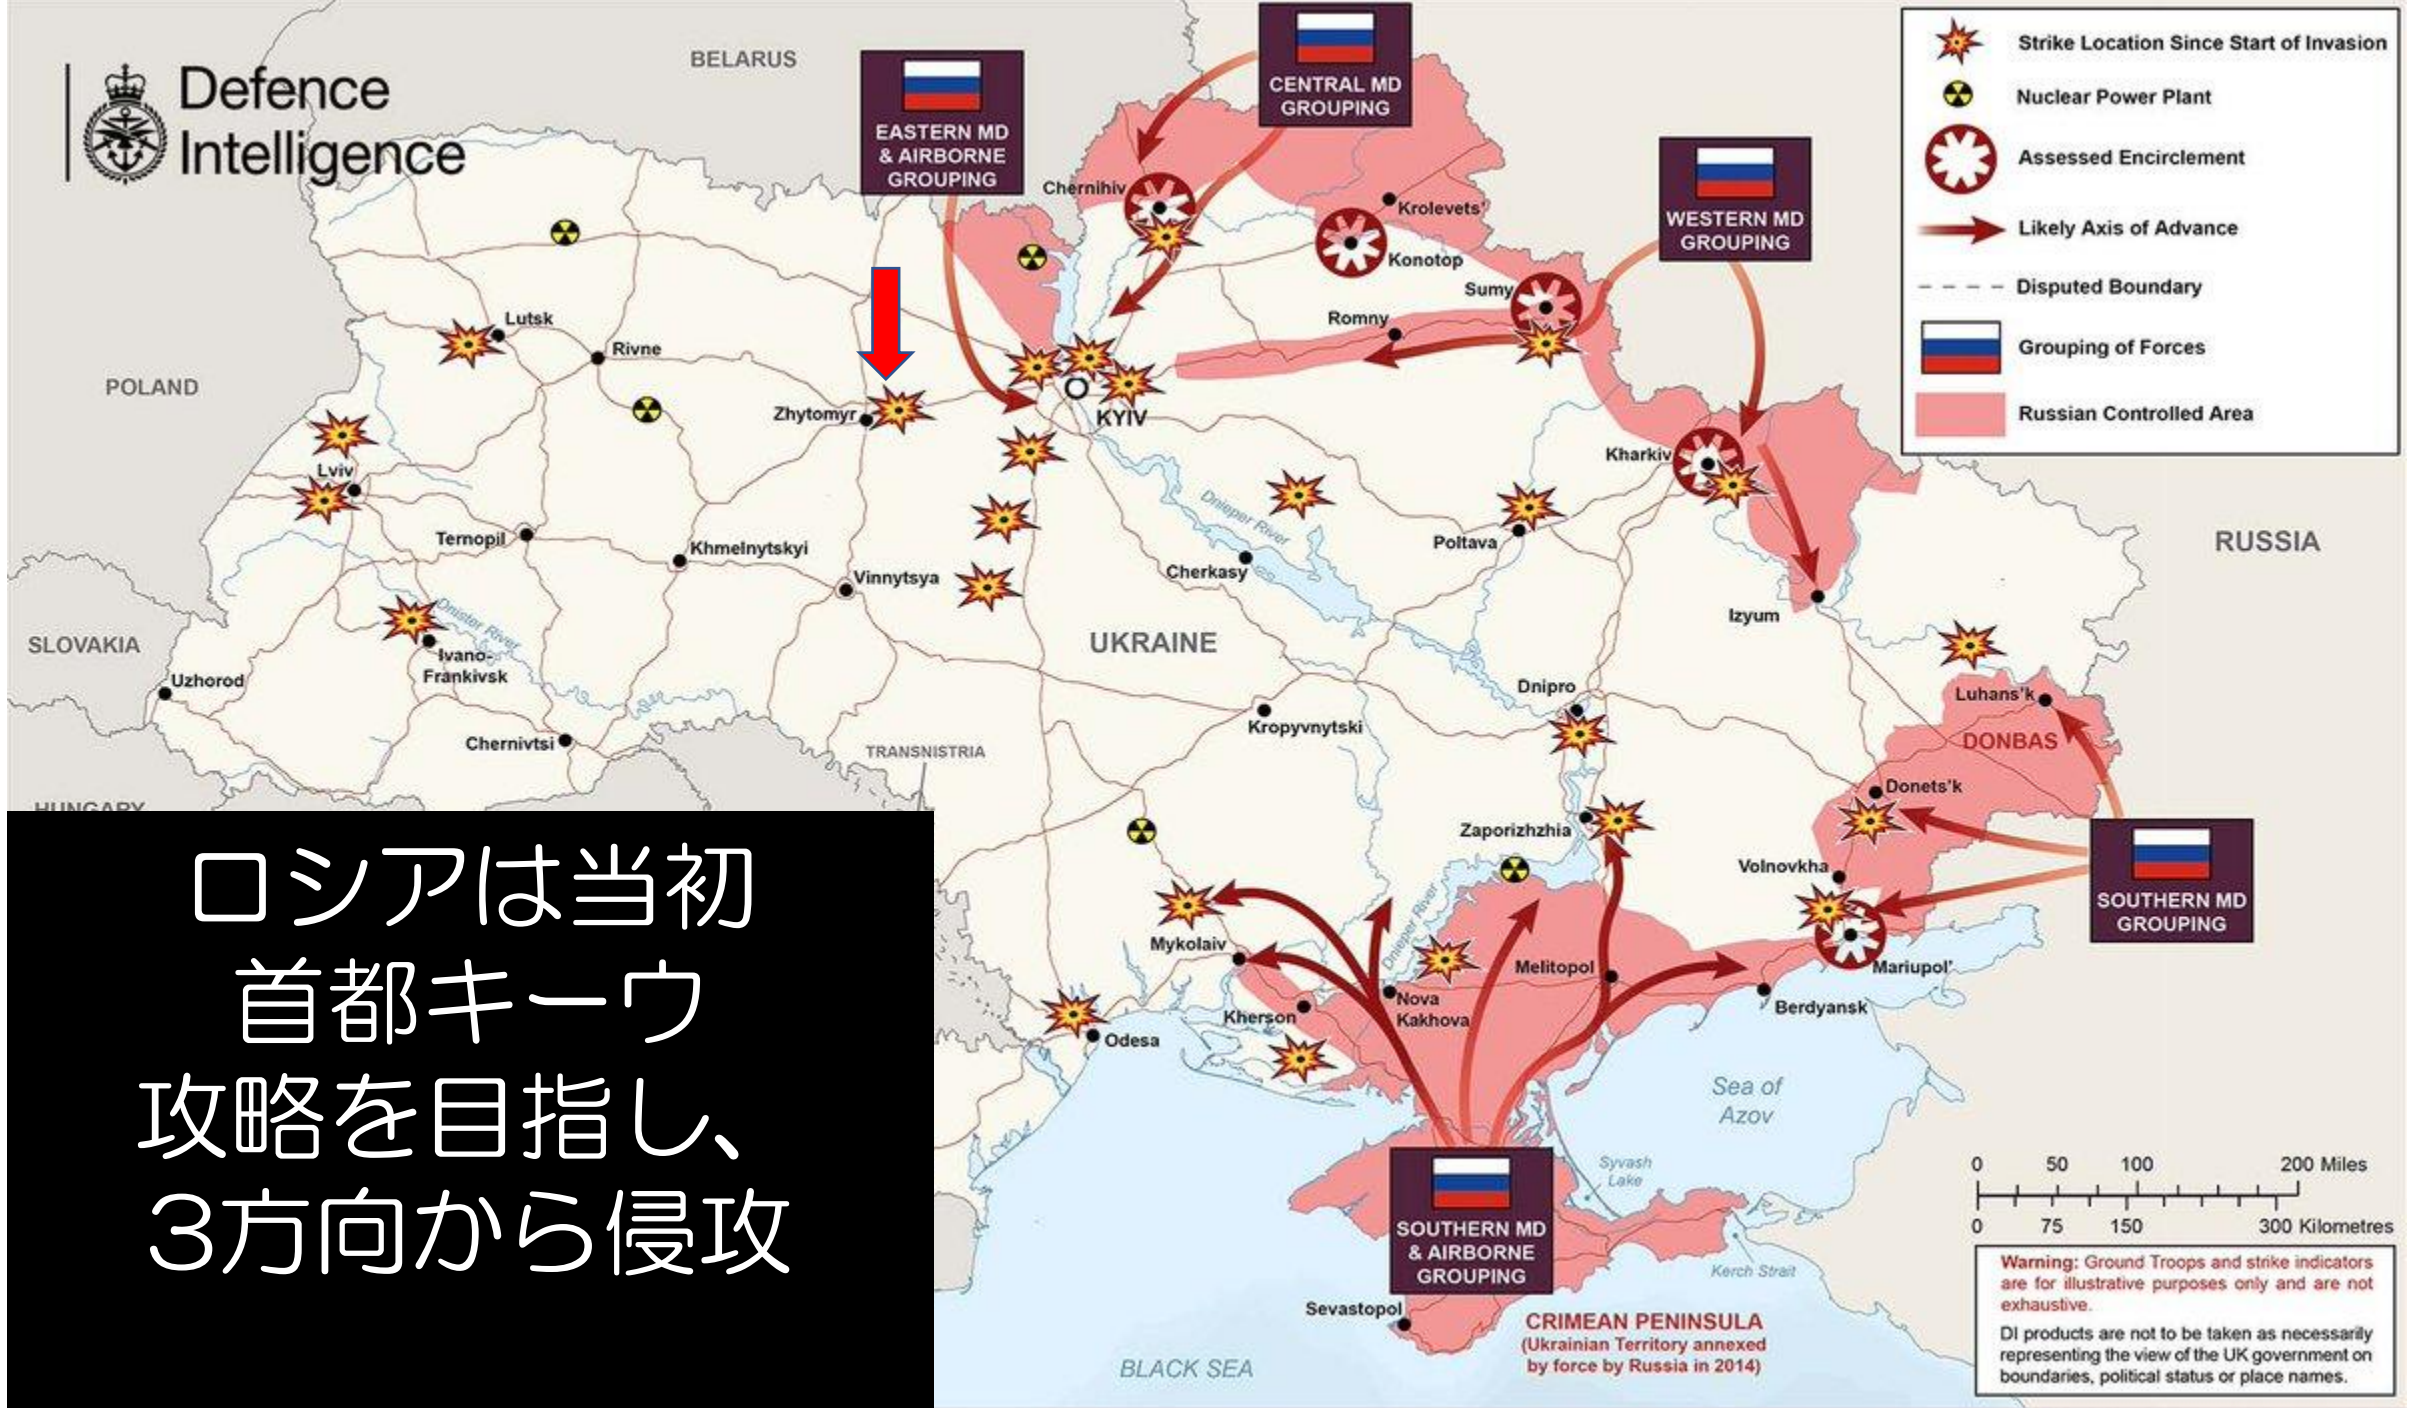 Defence
Intelligence
BELARUS
EASTERN MD
& AIRBORNE
GROUPING
CENTRAL MD
GROUPING
WESTERN MD
GROUPING
Strike Location Since Start of Invasion
Nuclear Power Plant
Assessed Encirclement
Likely Axis of Advance
Disputed Boundary
Grouping of Forces
Russian Controlled Area
Chernihiv
Krolevets'
Konotop
Sumy
Romny
Lutsk
Rivne
POLAND
Zhytomyr
KYIV
Kharkiv
Lviv
Dnieper River
Ternopil
Khmelnytskyi
Poltava
RUSSIA
Vinnytsya
Cherkasy
Izyum
Dnister River
SLOVAKIA
UKRAINE
Ivano-
Frankivsk
Uzhorod
Dnipro
Luhans'k
Kropyvnytski
DONBAS
Chernivtsi
TRANSNISTRIA
Donets'k
HUNGARY
Zaporizhzhia
Volnovkha
SOUTHERN MD
GROUPING
Dnieper River
Mykolaiv
Melitopol
Mariupol'
Nova
Kakhova
Kherson
Berdyansk
Odesa
Sea of
Azov
Syvash
Lake
SOUTHERN MD
& AIRBORNE
GROUPING
Kerch Strait
Sevastopol
CRIMEAN PENINSULA
(Ukrainian Territory annexed
by force by Russia in 2014)
BLACK SEA
0 50 100 200 Miles
0 75 150 300 Kilometres
Warning: Ground Troops and strike indicators
are for illustrative purposes only and are not
exhaustive.
DI products are not to be taken as necessarily
representing the view of the UK government on
boundaries, political status or place names.
ロシアは当初
首都キーウ
攻略を目指し、
3方向から侵攻